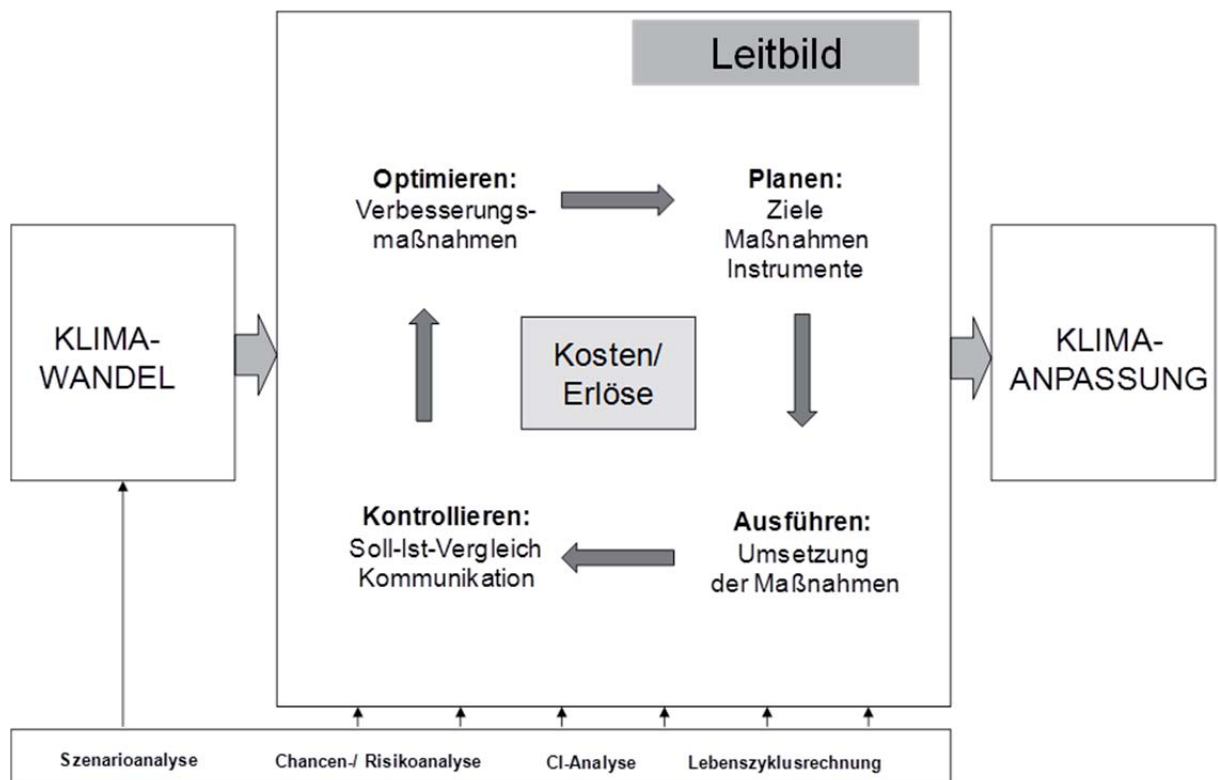 Leitbild
Optimieren:
Verbesserungs-
maßnahmen
Planen:
Ziele
Maßnahmen
Instrumente
KLIMA-
WANDEL
Kosten/
Erlöse
KLIMA-
ANPASSUNG
Kontrollieren:
Soll-Ist-Vergleich
Kommunikation
Ausführen:
Umsetzung
der Maßnahmen
Szenarioanalyse Chancen-/ Risikoanalyse CI-Analyse Lebenszyklusrechnung